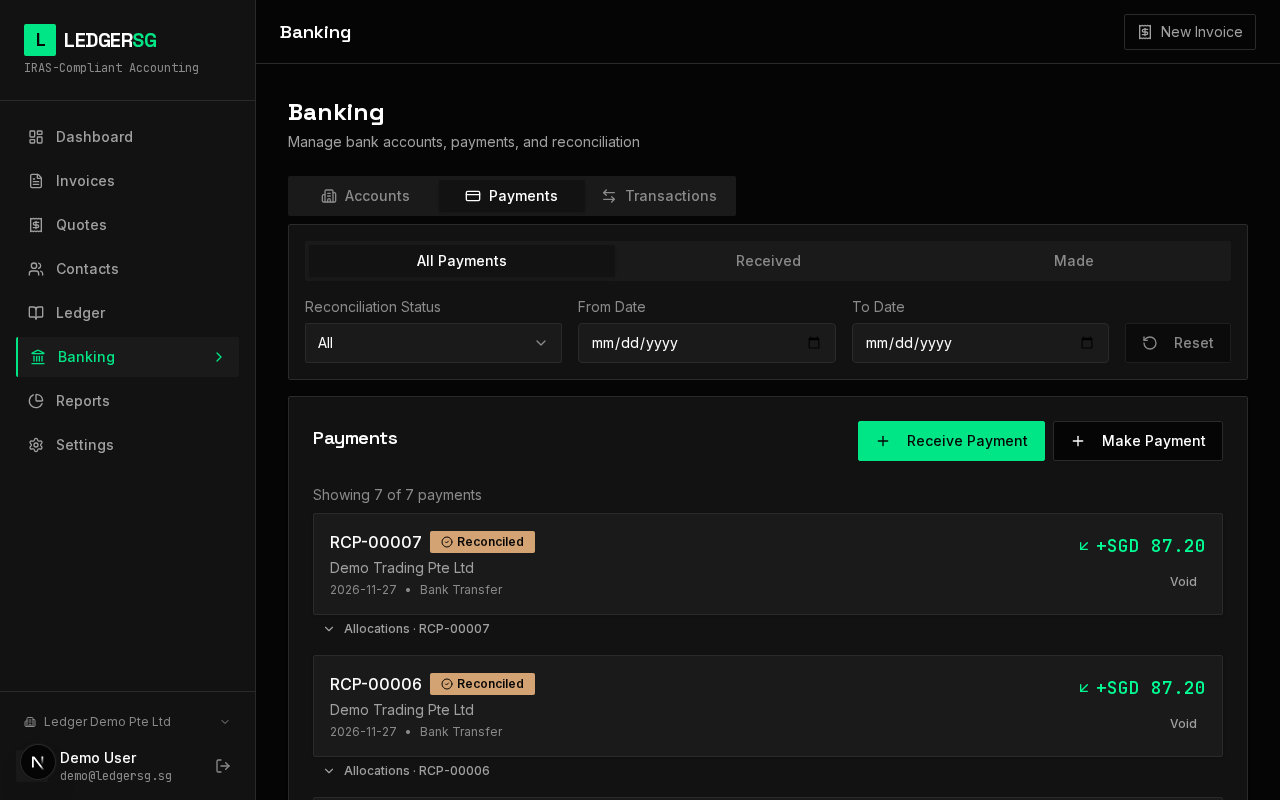 L LEDGERSG
IRAS-Compliant Accounting
Dashboard
Invoices
Quotes
Contacts
Ledger
Banking
Reports
Settings
Ledger Demo Pte Ltd
N
Demo User
demo@ledgersg.sg
Banking
New Invoice
Banking
Manage bank accounts, payments, and reconciliation
Accounts Payments Transactions
All Payments Received Made
Reconciliation Status From Date To Date
All mm/dd/yyyy mm/dd/yyyy Reset
Payments Receive Payment Make Payment
Showing 7 of 7 payments
RCP-00007 Reconciled +SGD 87.20
Demo Trading Pte Ltd
2026-11-27 • Bank Transfer Void
Allocations · RCP-00007
RCP-00006 Reconciled +SGD 87.20
Demo Trading Pte Ltd
2026-11-27 • Bank Transfer Void
Allocations · RCP-00006